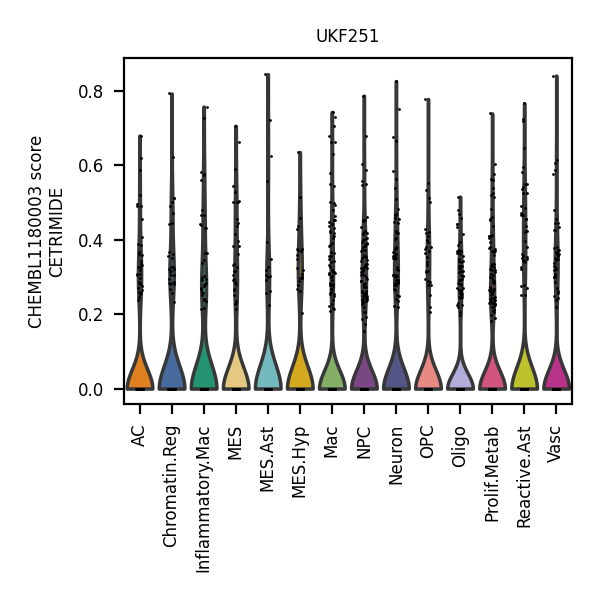 UKF251
CHEMBL1180003 score
CETRIMIDE
0.8
0.6
0.4
0.2
0.0
AC
Chromatin.Reg
Inflammatory.Mac
MES
MES.Ast
MES.Hyp
Mac
NPC
Neuron
OPC
Oligo
Prolif.Metab
Reactive.Ast
Vasc